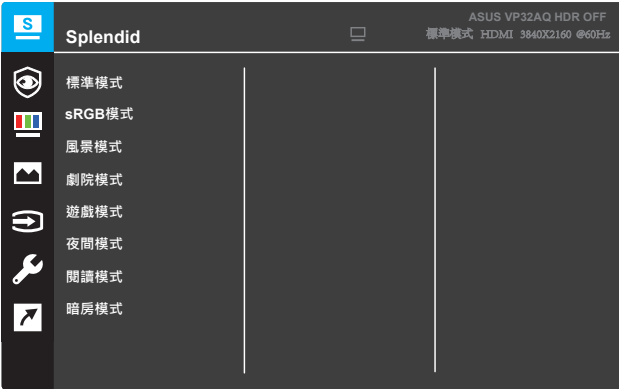 S
Splendid
ASUS VP32AQ HDR OFF
標準模式 HDMI 3840X2160 @60Hz
標準模式
sRGB模式
風景模式
劇院模式
遊戲模式
夜間模式
閱讀模式
暗房模式